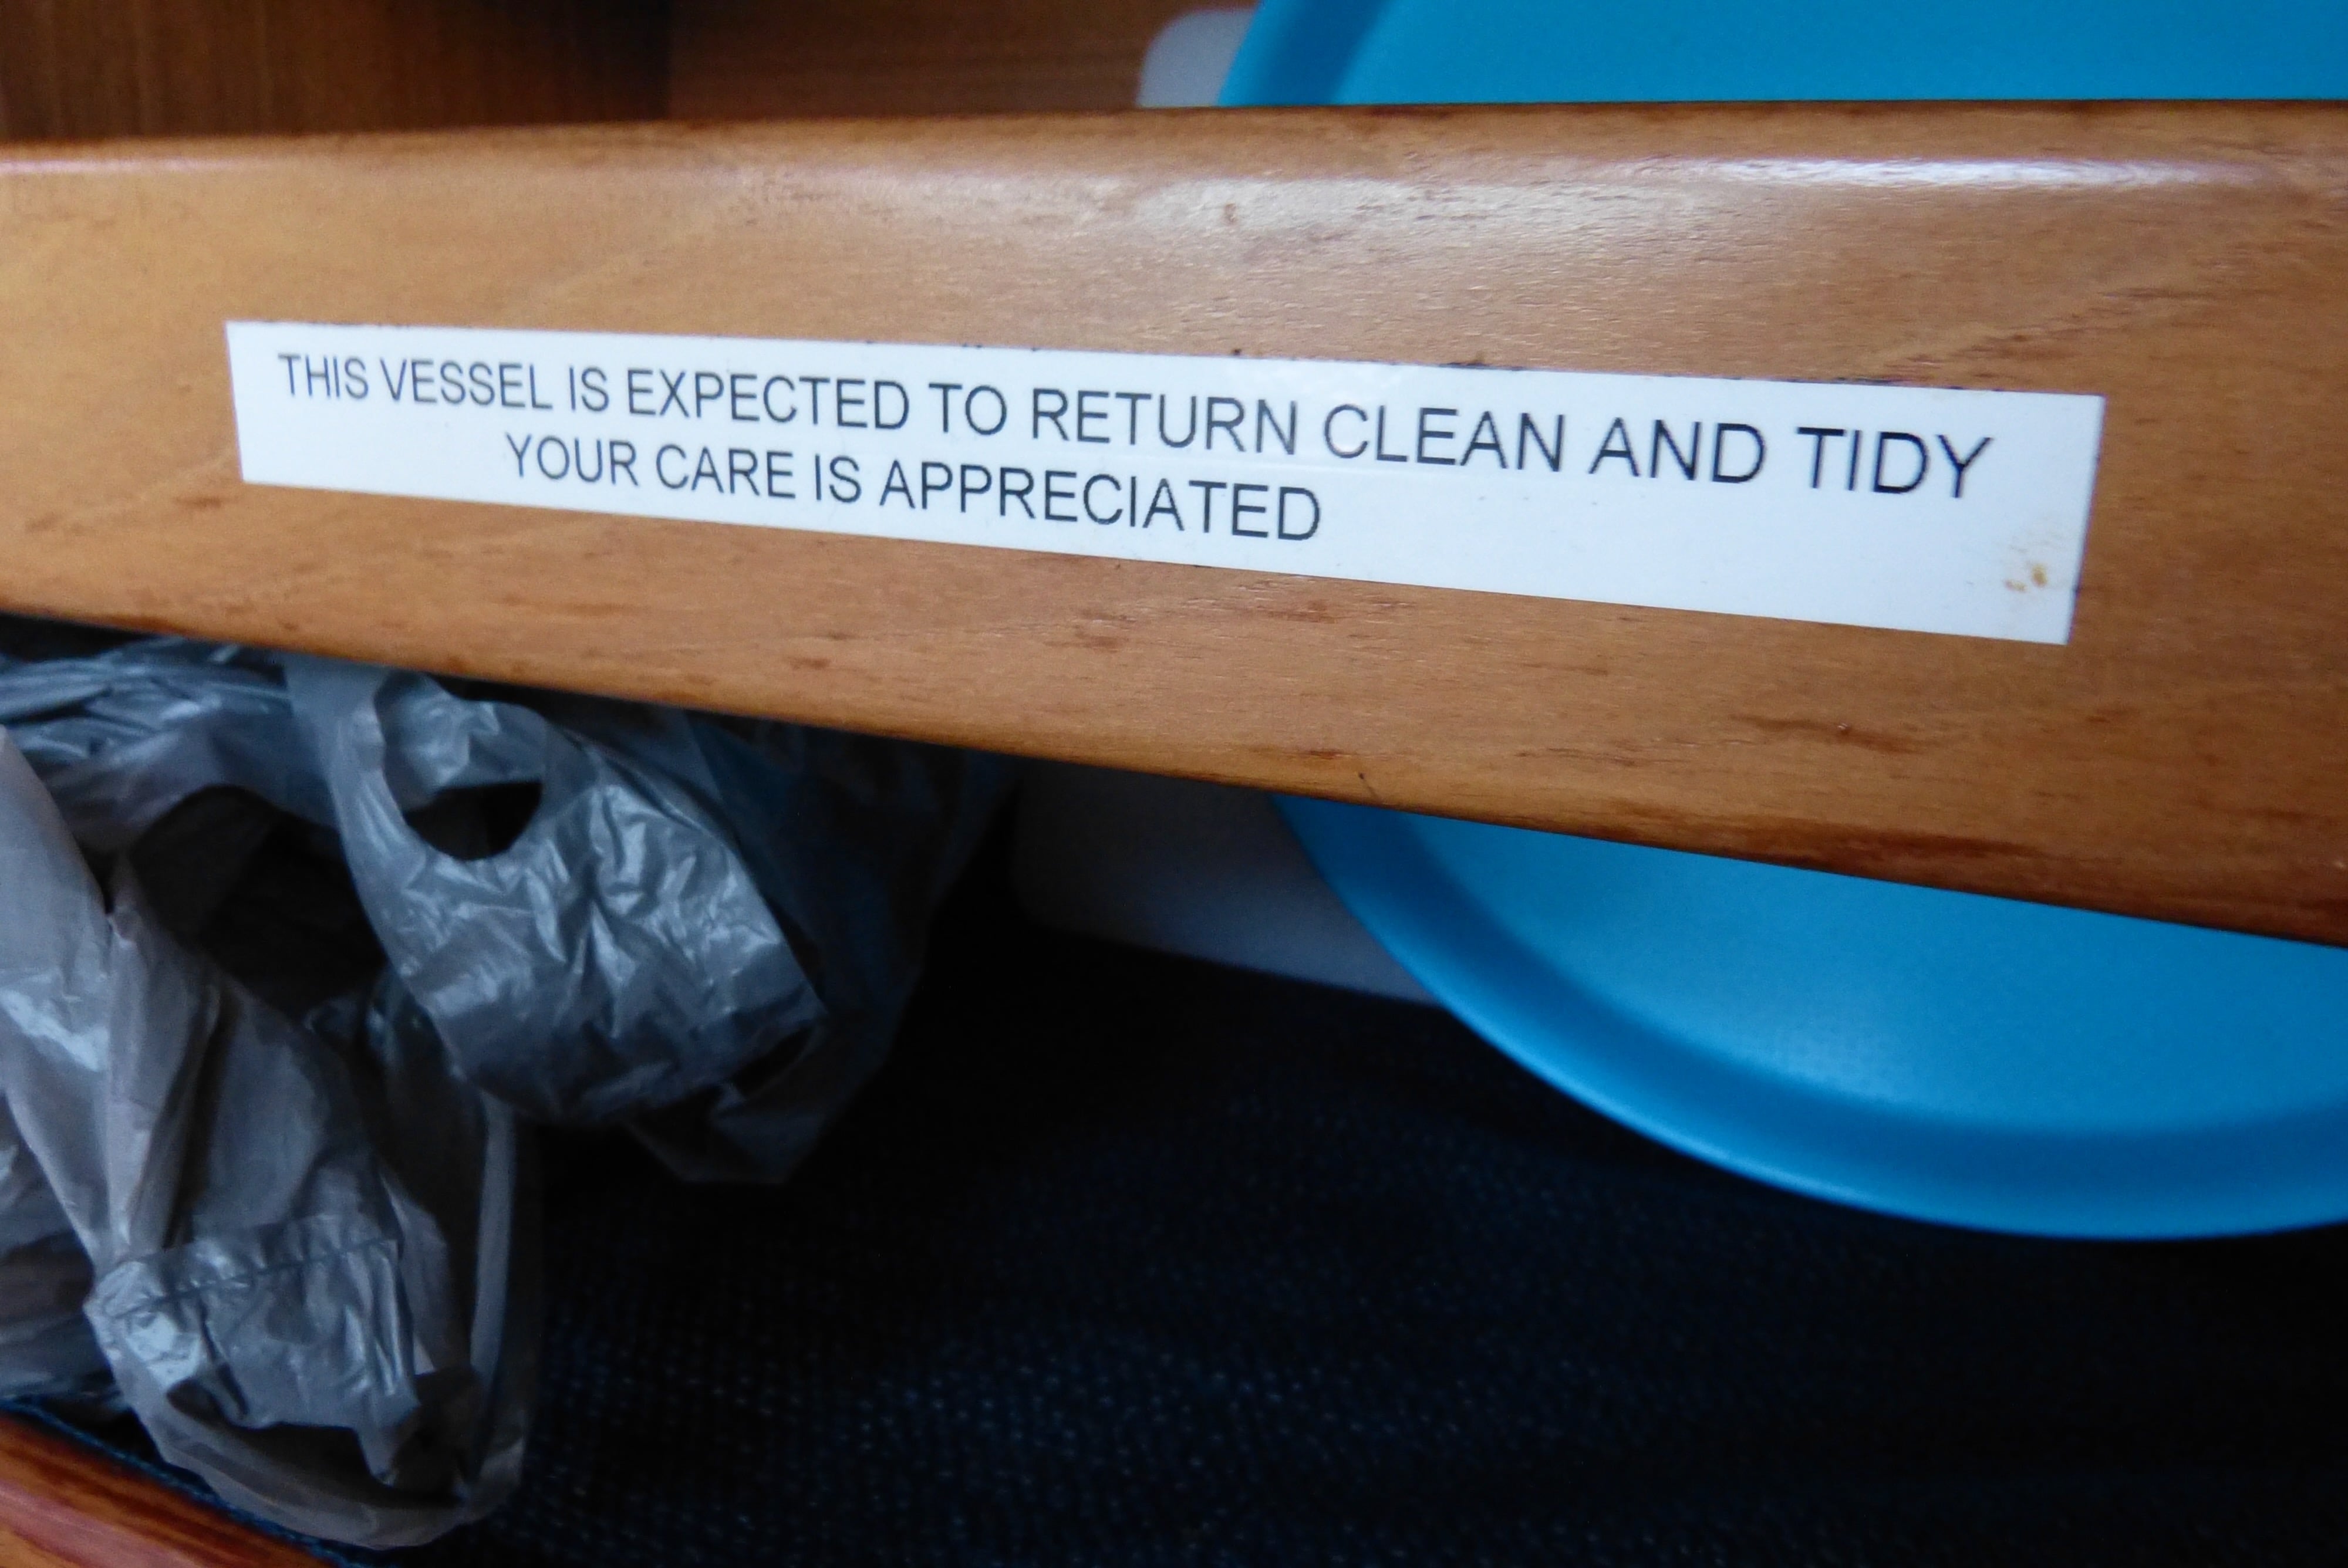 THIS VESSEL IS EXPECTED TO RETURN CLEAN AND TIDY
YOUR CARE IS APPRECIATED